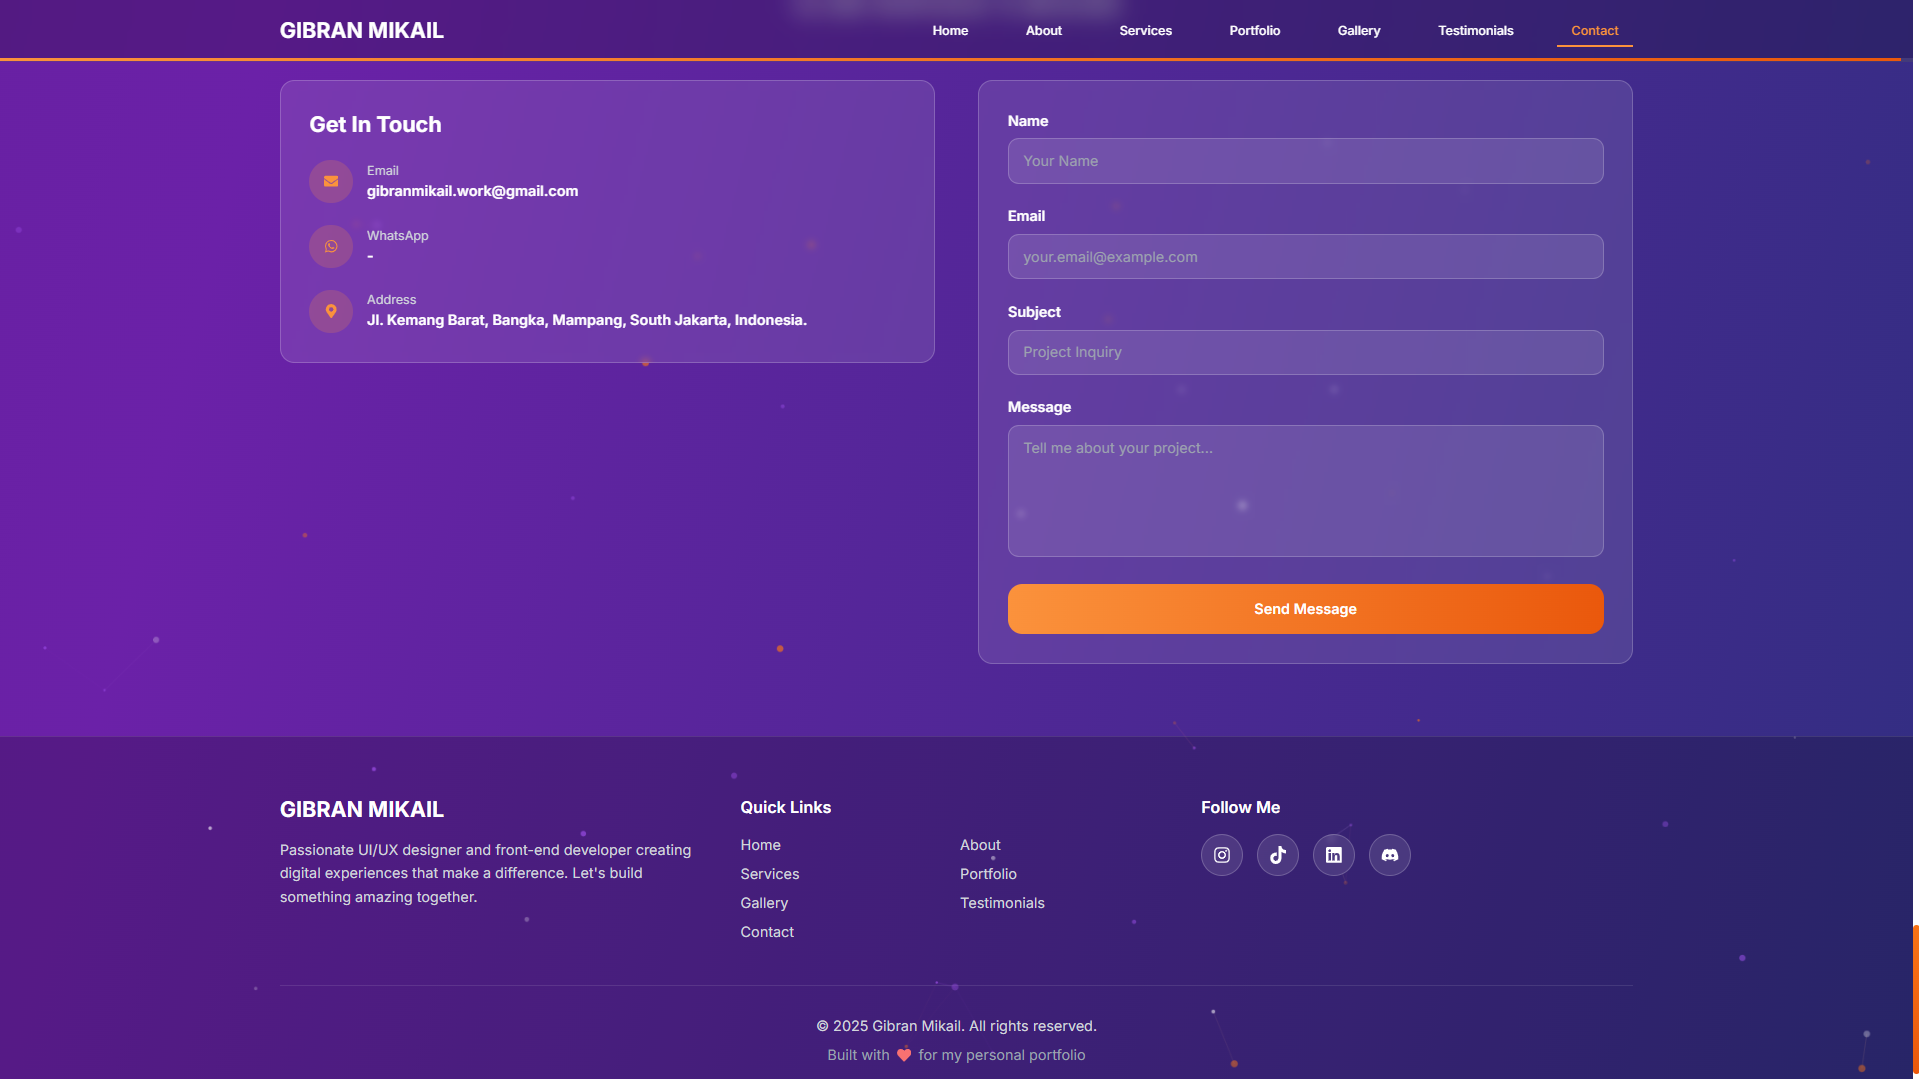 GIBRAN MIKAIL
Home
About
Services
Portfolio
Gallery
Testimonials
Contact
Get In Touch
Email
gibranmikail.work@gmail.com
WhatsApp
-
Address
Jl. Kemang Barat, Bangka, Mampang, South Jakarta, Indonesia.
Name
Your Name
Email
your.email@example.com
Subject
Project Inquiry
Message
Tell me about your project...
Send Message
GIBRAN MIKAIL
Passionate UI/UX designer and front-end developer creating
digital experiences that make a difference. Let's build
something amazing together.
Quick Links
Home
About
Services
Portfolio
Gallery
Testimonials
Contact
Follow Me
© 2025 Gibran Mikail. All rights reserved.
Built with ❤ for my personal portfolio